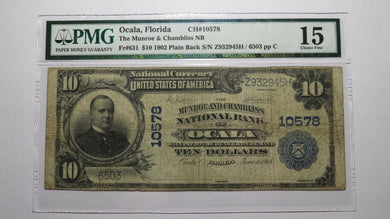 PMG
PAPER MONEY GUARANTY
Ocala, Florida CH#10578
The Munroe & Chambliss NB
Fr#631 $10 1902 Plain Back S/N Z932945H / 6503 pp C
15
Choice Fine
National Currency
UNITED STATES OF AMERICA
Z932945H
10
10
THE
MUNROE AND CHAMBLISS
NATIONAL BANK
10578
10578
OF
OCALA
TEN DOLLARS
10
6503